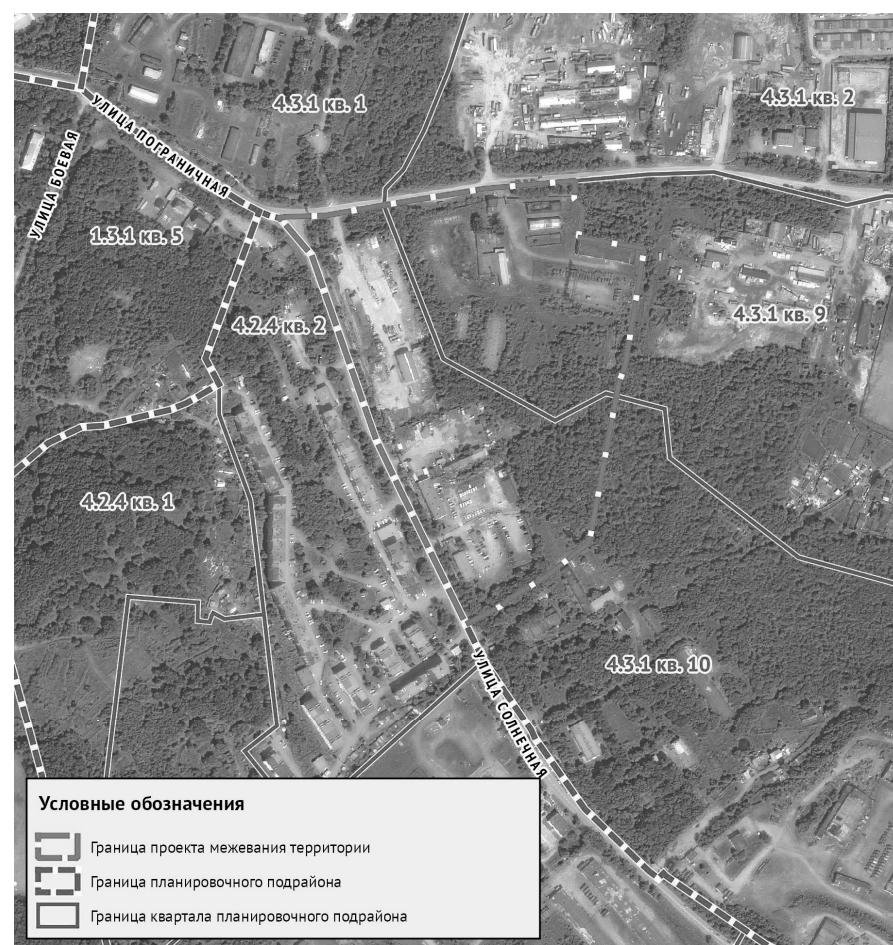 4.3.1 кв. 1
4.3.1 кв. 2
УЛИЦА ПОГРАНИЧНАЯ
УЛИЦА БОЕВАЯ
1.3.1 кв. 5
4.2.4 кв. 2
4.3.1 кв. 9
4.2.4 кв. 1
4.3.1 кв. 10
УЛИЦА СОЛНЕЧНАЯ
Условные обозначения
Граница проекта межевания территории
Граница планировочного подрайона
Граница квартала планировочного подрайона